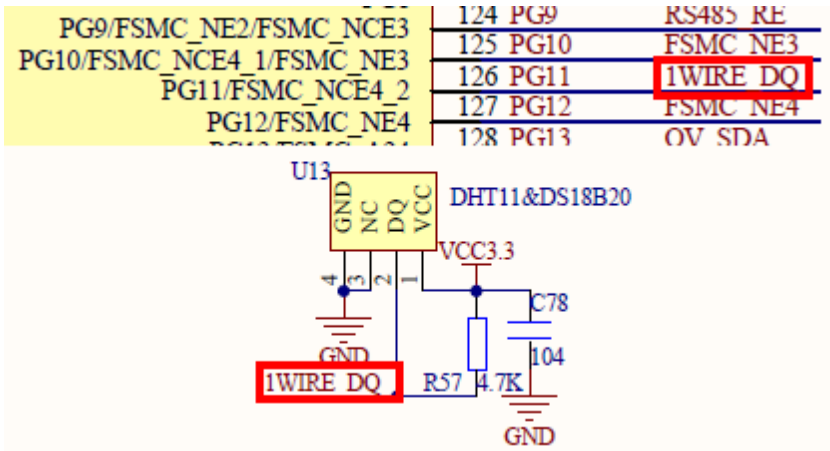 PG9/FSMC_NE2/FSMC_NCE3 124 PG9 RS485_RE
PG10/FSMC_NCE4_1/FSMC_NE3 125 PG10 FSMC_NE3
PG11/FSMC_NCE4_2 126 PG11 1WIRE_DQ
PG12/FSMC_NE4 127 PG12 FSMC_NE4
128 PG13 OV_SDA
U13
GND NC DQ VCC
DHT11&DS18B20
4 3 2 1
VCC3.3
C78
GND
104
1WIRE_DQ
R57 4.7K
GND